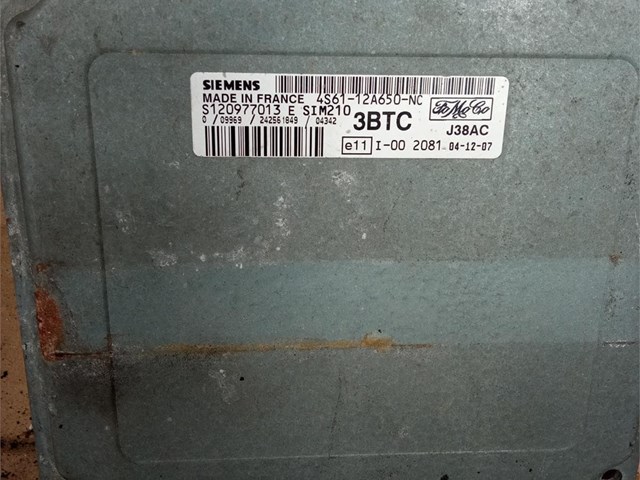 SIEMENS
MADE IN FRANCE 4S61-12A650-NC
S120977013 E SIM210
0 / 09969 / 242561849 / 04342
3BTC
FoMoCo
J38AC
e11 I-00 2081 04-12-07